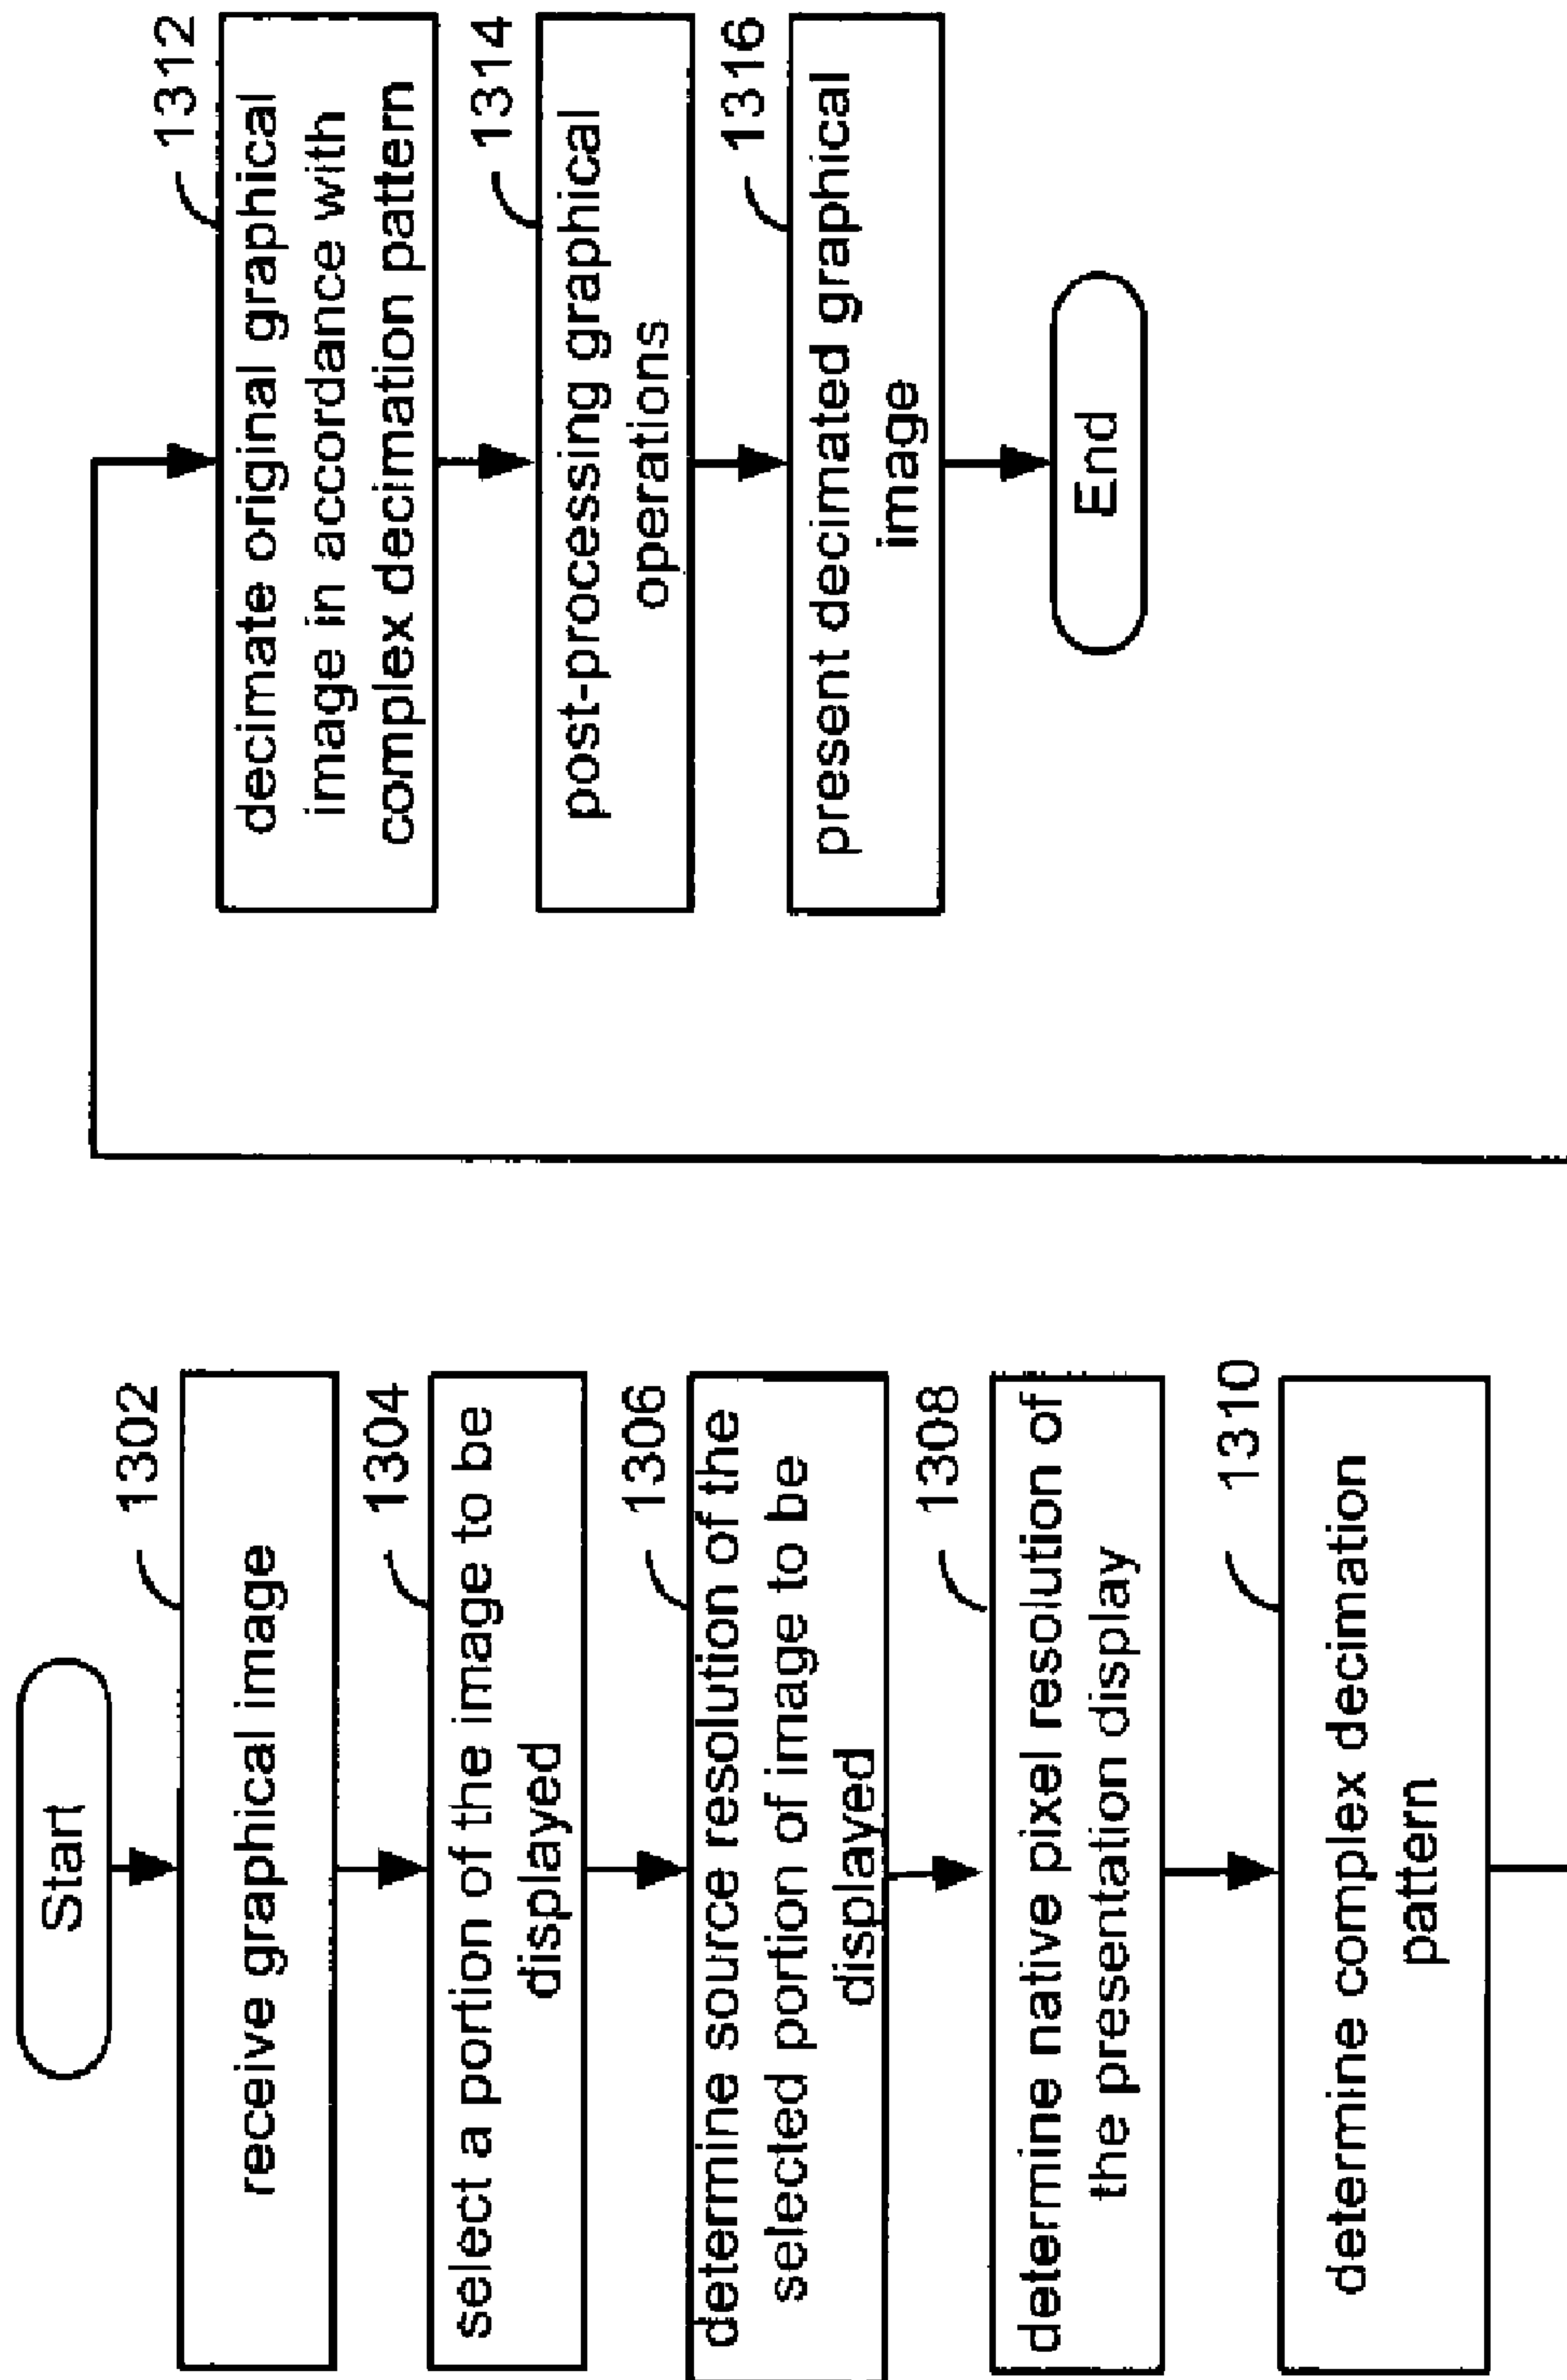 Start
1302
receive graphical image
1304
select a portion of the image to be
displayed
1306
determine source resolution of the
selected portion of image to be
displayed
1308
determine native pixel resolution of
the presentation display
1310
determine complex decimation
pattern
1312
decimate original graphical
image in accordance with
complex decimation pattern
1314
post-processing graphical
operations
1316
present decimated graphical
image
End